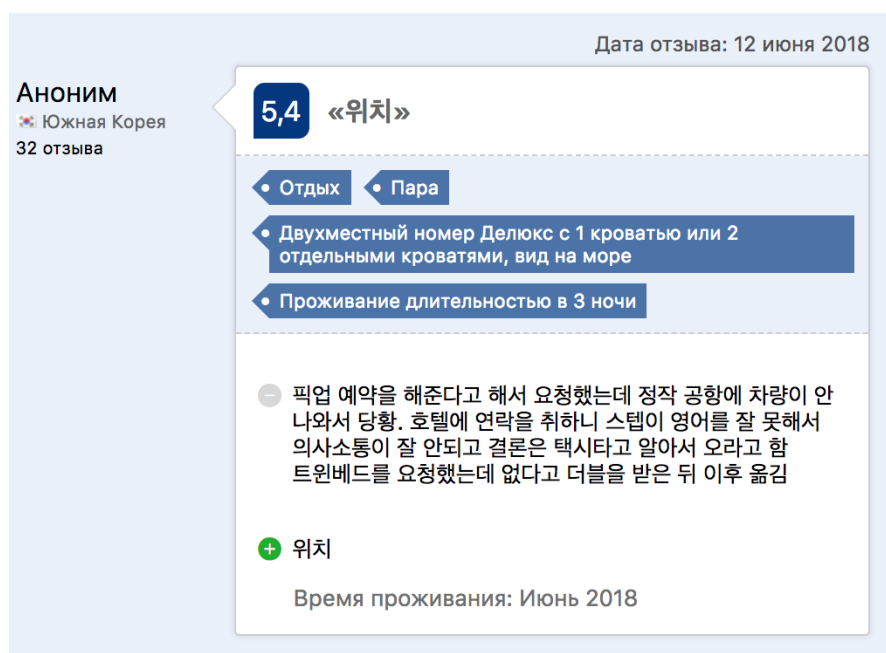 Дата отзыва: 12 июня 2018
Аноним
Южная Корея
32 отзыва
5,4 «위치»
Отдых Пара
Двухместный номер Делюкс с 1 кроватью или 2
отдельными кроватями, вид на море
Проживание длительностью в 3 ночи
픽업 예약을 해준다고 해서 요청했는데 정작 공항에 차량이 안
나와서 당황. 호텔에 연락을 취하니 스텝이 영어를 잘 못해서
의사소통이 잘 안되고 결론은 택시타고 알아서 오라고 함
트윈베드를 요청했는데 없다고 더블을 받은 뒤 이후 옮김
위치
Время проживания: Июнь 2018